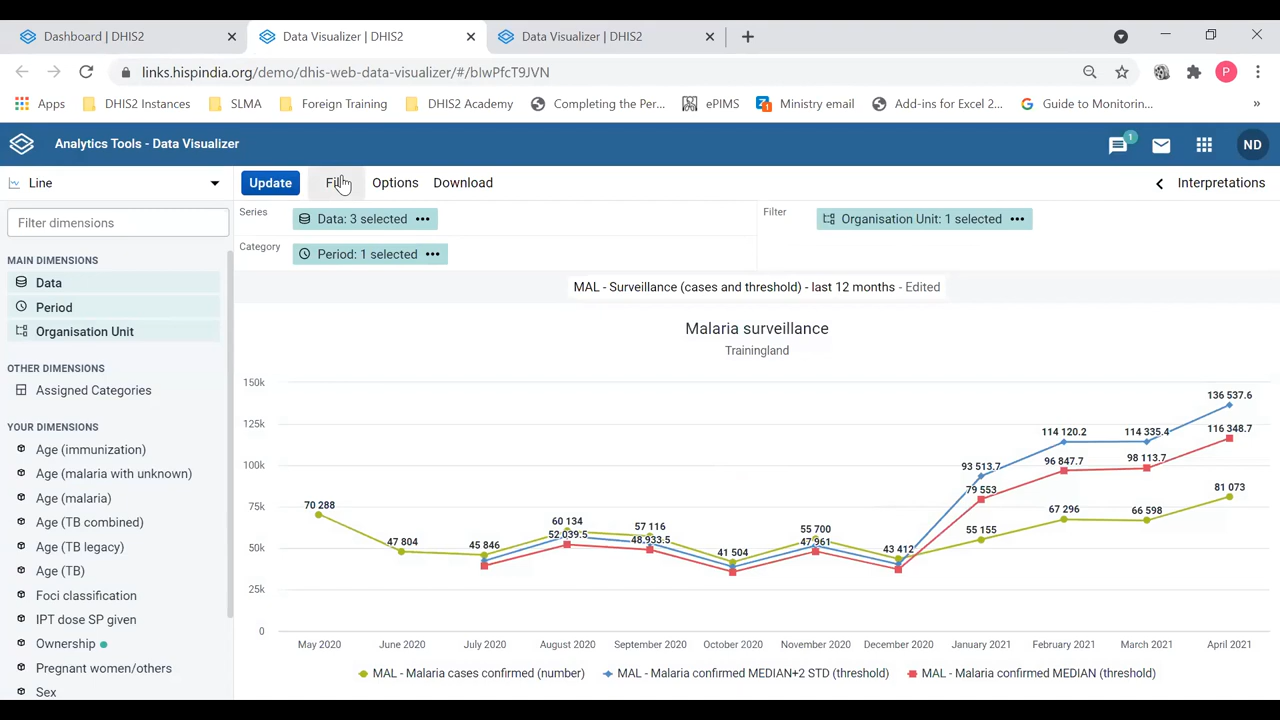 Dashboard | DHIS2
Data Visualizer | DHIS2
Data Visualizer | DHIS2
links.hispindia.org/demo/dhis-web-data-visualizer/#/bIwPfcT9JVN
P
Apps
DHIS2 Instances
SLMA
Foreign Training
DHIS2 Academy
Completing the Per...
ePIMS
Ministry email
Add-ins for Excel 2...
Guide to Monitorin...
»
Analytics Tools - Data Visualizer
1
ND
Line
Update
Options
Download
Interpretations
Filter dimensions
Series
Data: 3 selected
Filter
Organisation Unit: 1 selected
Category
Period: 1 selected
MAIN DIMENSIONS
Data
Period
Organisation Unit
OTHER DIMENSIONS
Assigned Categories
YOUR DIMENSIONS
Age (immunization)
Age (malaria with unknown)
Age (malaria)
Age (TB combined)
Age (TB legacy)
Age (TB)
Foci classification
IPT dose SP given
Ownership
Pregnant women/others
Sex
MAL - Surveillance (cases and threshold) - last 12 months - Edited
Malaria surveillance
Trainingland
150k
125k
100k
75k
50k
25k
0
70 288
47 804
45 846
60 134
52 039.5
57 116
48 933.5
41 504
55 700
47 961
43 412
93 513.7
79 553
55 155
114 120.2
96 847.7
67 296
114 335.4
98 113.7
66 598
136 537.6
116 348.7
81 073
May 2020
June 2020
July 2020
August 2020
September 2020
October 2020
November 2020
December 2020
January 2021
February 2021
March 2021
April 2021
MAL - Malaria cases confirmed (number)
MAL - Malaria confirmed MEDIAN+2 STD (threshold)
MAL - Malaria confirmed MEDIAN (threshold)